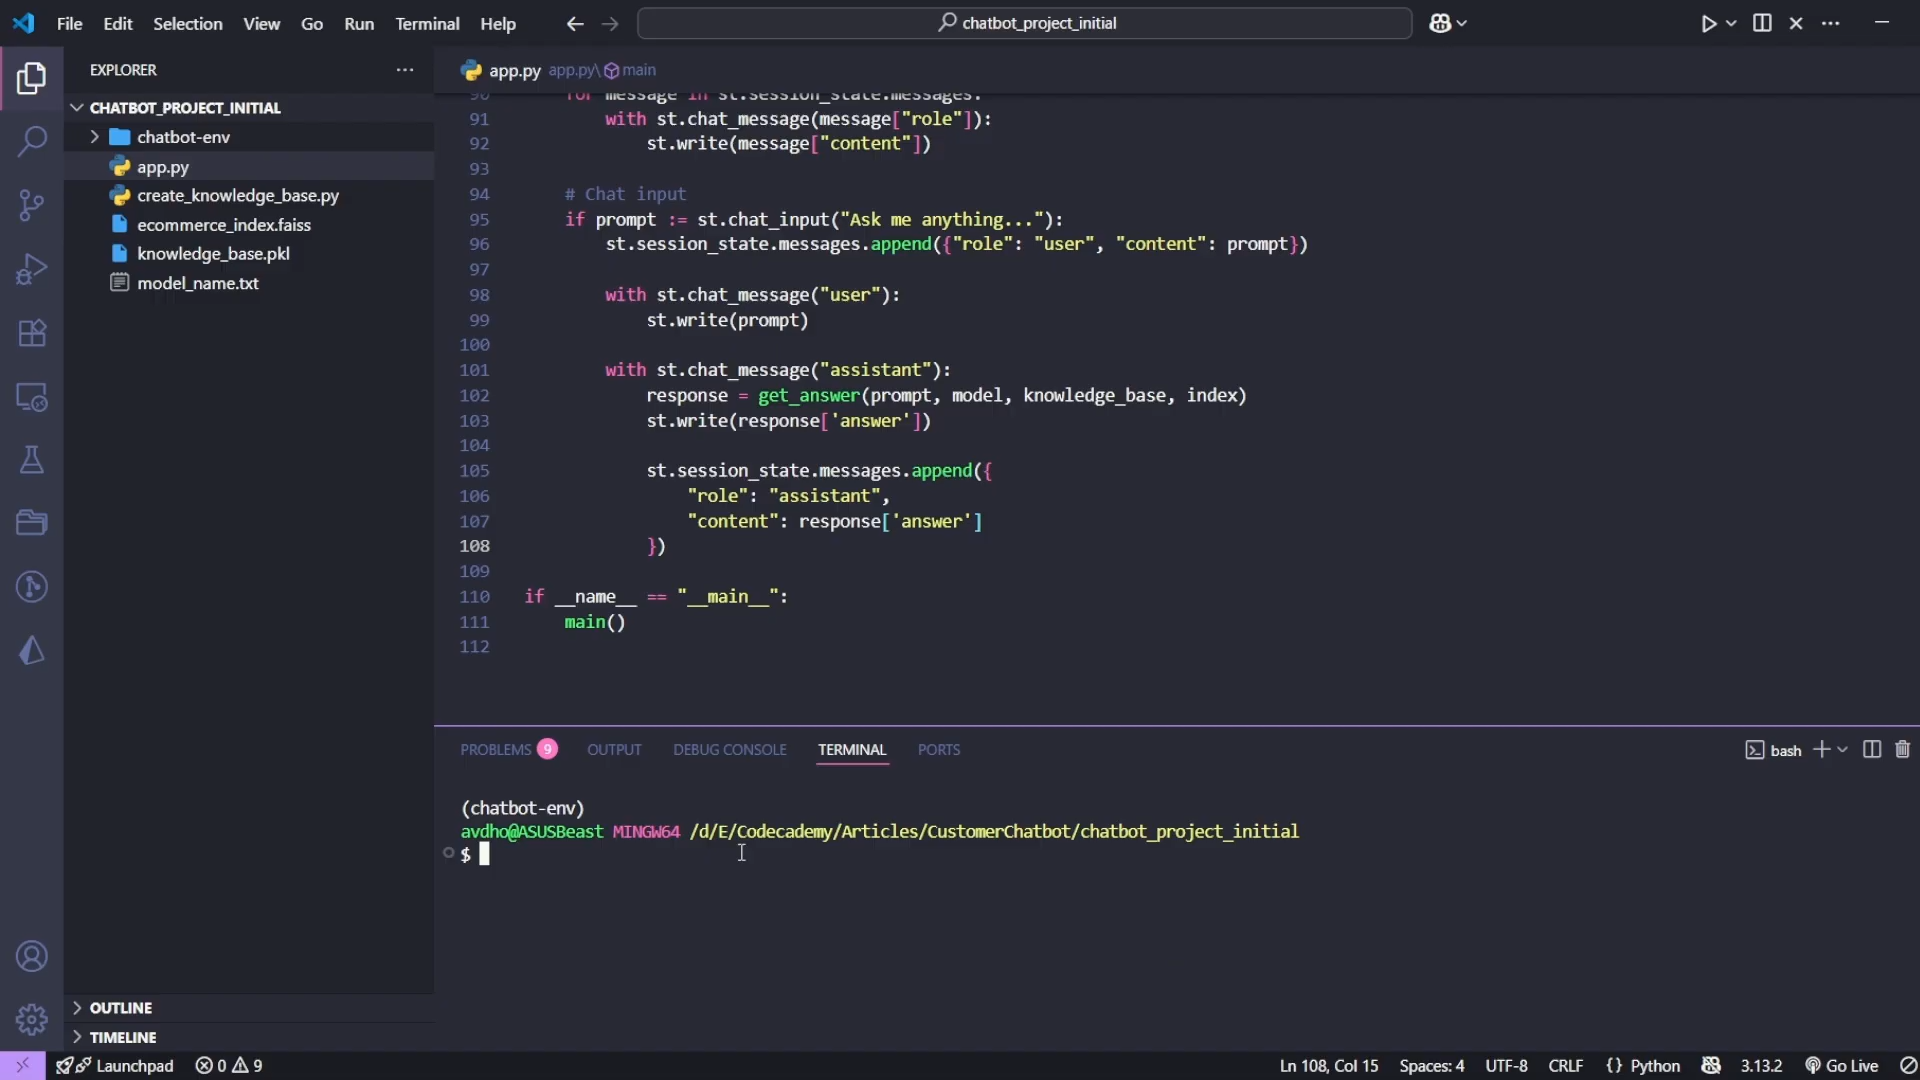 File Edit Selection View Go Run Terminal Help
chatbot_project_initial
EXPLORER
CHATBOT_PROJECT_INITIAL
chatbot-env
app.py
create_knowledge_base.py
ecommerce_index.faiss
knowledge_base.pkl
model_name.txt
OUTLINE
TIMELINE
app.py app.py\ main
90 for message in st.session_state.messages:
91 with st.chat_message(message["role"]):
92 st.write(message["content"])
93
94 # Chat input
95 if prompt := st.chat_input("Ask me anything..."):
96 st.session_state.messages.append({"role": "user", "content": prompt})
97
98 with st.chat_message("user"):
99 st.write(prompt)
100
101 with st.chat_message("assistant"):
102 response = get_answer(prompt, model, knowledge_base, index)
103 st.write(response['answer'])
104
105 st.session_state.messages.append({
106 "role": "assistant",
107 "content": response['answer']
108 })
109
110 if __name__ == "__main__":
111 main()
112
PROBLEMS 9 OUTPUT DEBUG CONSOLE TERMINAL PORTS
bash
(chatbot-env)
avdho@ASUSBeast MINGW64 /d/E/Codecademy/Articles/CustomerChatbot/chatbot_project_initial
$
Launchpad 0 9
Ln 108, Col 15 Spaces: 4 UTF-8 CRLF {} Python 3.13.2 Go Live